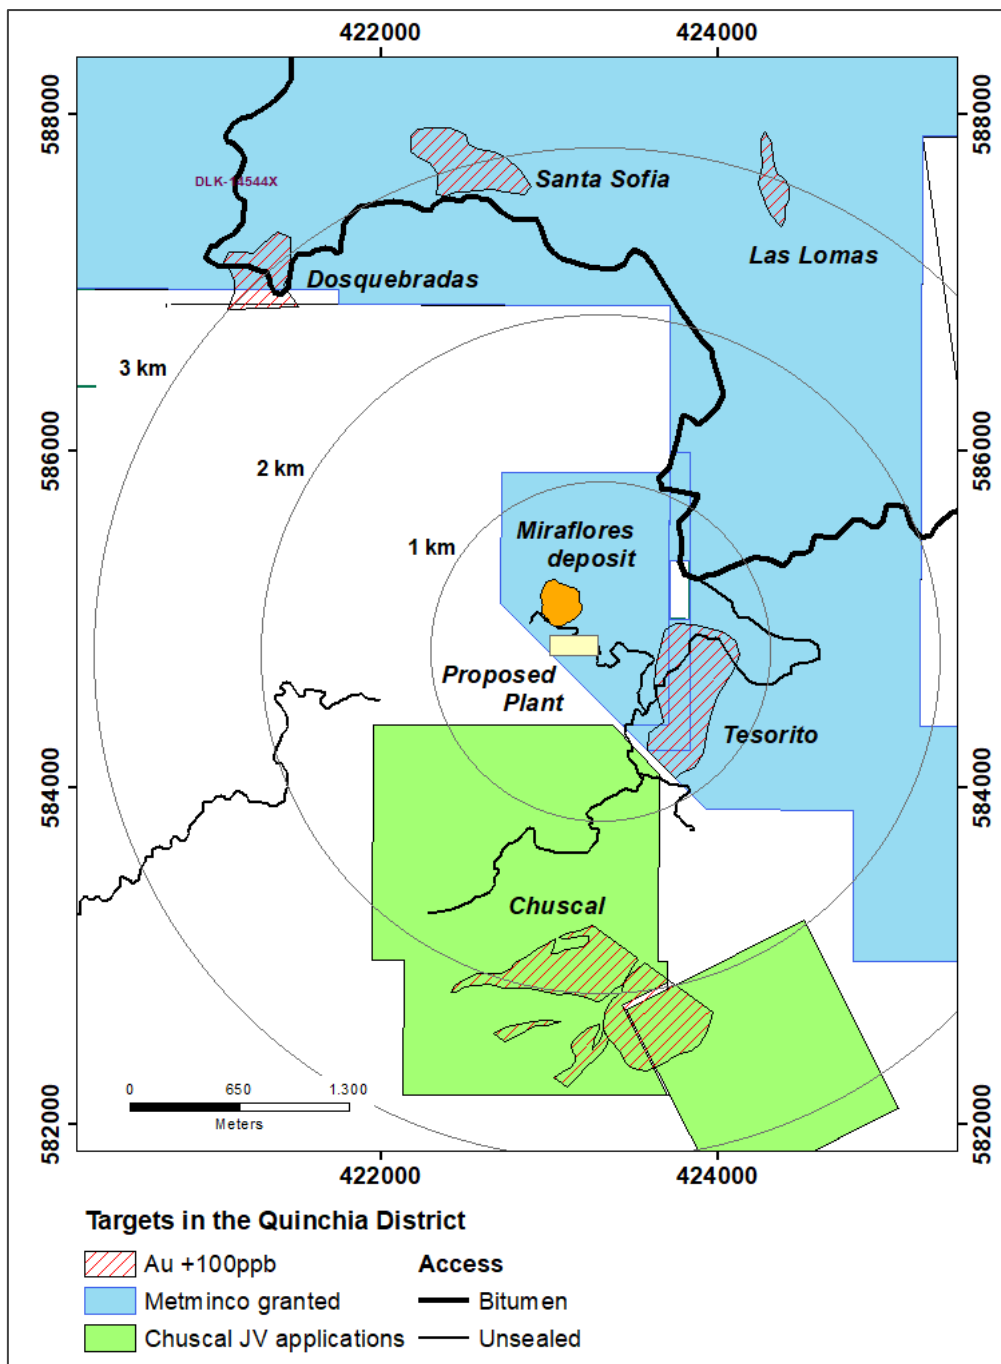 422000
424000
588000
588000
DLK-14544X
Santa Sofia
Las Lomas
Dosquebradas
3 km
2 km
586000
586000
1 km
Miraflores
deposit
Proposed
Plant
Tesorito
584000
584000
Chuscal
0
650
1.300
Meters
582000
582000
422000
424000
Targets in the Quinchia District
Au +100ppb
Access
Metminco granted
Bitumen
Chuscal JV applications
Unsealed